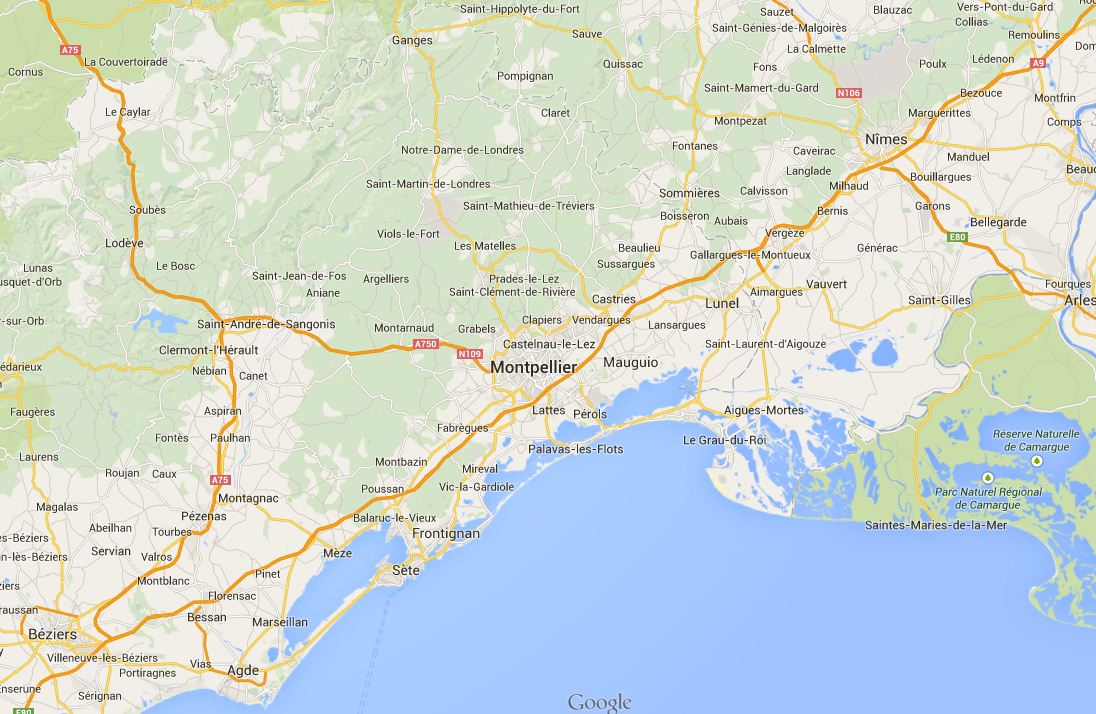 Saint-Hippolyte-du-Fort
Sauzet
Blauzac
Vers-Pont-du-Gard
Collias
Saint-Génies-de-Malgoirès
Sauve
Remoulins
Ganges
A75
La Calmette
La Couvertoirade
Quissac
Fons
Poulx
Lédenon
A9
Cornus
Pompignan
Saint-Mamert-du-Gard
N106
Bezouce
Montfrin
Le Caylar
Claret
Montpezat
Marguerittes
Comps
Nîmes
Notre-Dame-de-Londres
Fontanes
Caveirac
Manduel
Langlade
Bouillargues
Saint-Martin-de-Londres
Sommières
Calvisson
Milhaud
Soubès
Saint-Mathieu-de-Tréviers
Boisseron
Aubais
Bernis
Garons
Bellegarde
Viols-le-Fort
Vergèze
E80
Lodève
Les Matelles
Beaulieu
Gallargues-le-Montueux
Générac
Lunas
Le Bosc
Sussargues
Saint-Jean-de-Fos
Argelliers
Prades-le-Lez
Vauvert
Fourques
Aniane
Saint-Clément-de-Rivière
Castries
Lunel
Aimargues
Saint-Gilles
Arles
Saint-André-de-Sangonis
Montarnaud
Grabels
Clapiers
Vendargues
Lansargues
A750
N109
Castelnau-le-Lez
Saint-Laurent-d'Aigouze
Clermont-l'Hérault
Nébian
Canet
Montpellier
Mauguio
Faugères
Aspiran
Lattes
Pérols
Aigues-Mortes
Fontès
Paulhan
Fabrègues
Palavas-les-Flots
Le Grau-du-Roi
Réserve Naturelle
de Camargue
Laurens
Roujan
Caux
A75
Montbazin
Mireval
Parc Naturel Régional
de Camargue
Poussan
Vic-la-Gardiole
Magalas
Montagnac
Pézenas
Balaruc-le-Vieux
Saintes-Maries-de-la-Mer
Abeilhan
Tourbes
Frontignan
Servian
Valros
Mèze
Montblanc
Pinet
Sète
Florensac
Bessan
Marseillan
Béziers
Villeneuve-lès-Béziers
Vias
Agde
Portiragnes
Sérignan
E80
Google